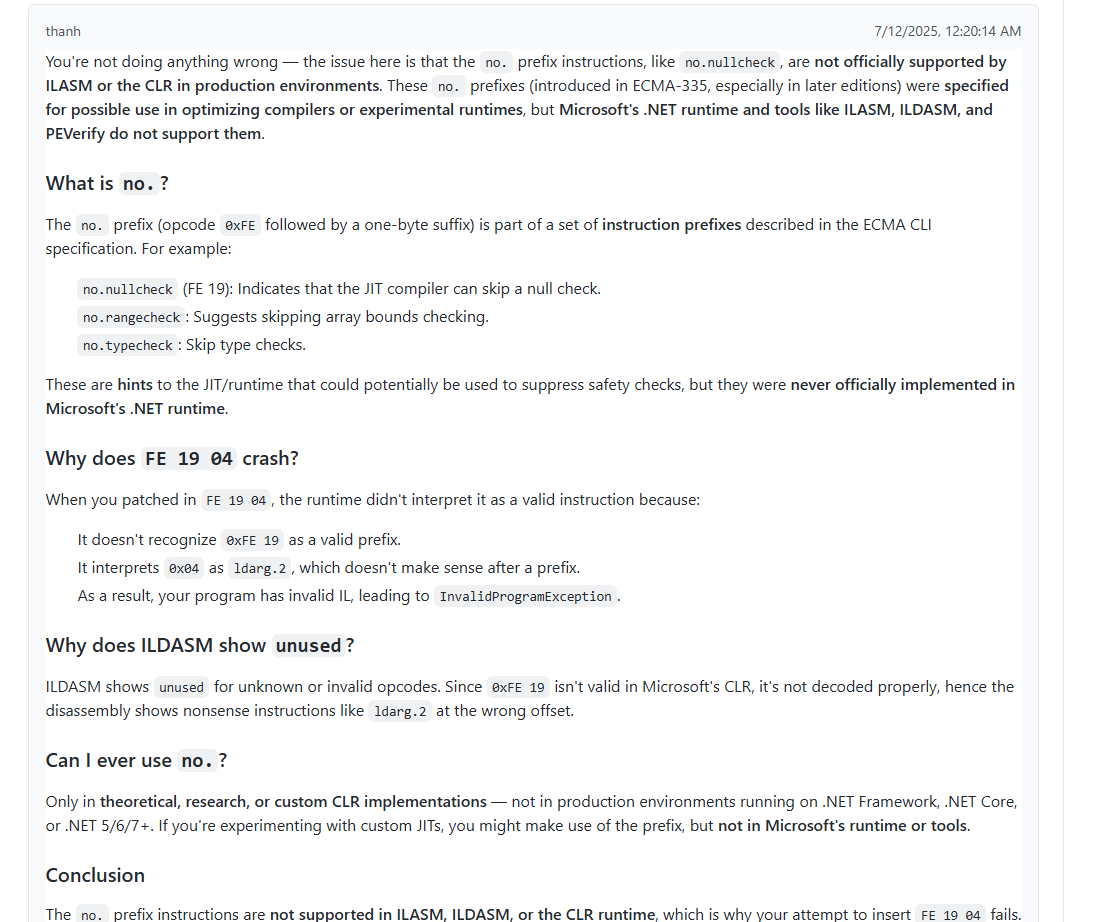 thanh 7/12/2025, 12:20:14 AM
You're not doing anything wrong — the issue here is that the no. prefix instructions, like no.nullcheck, are not officially supported by
ILASM or the CLR in production environments. These no. prefixes (introduced in ECMA-335, especially in later editions) were specified
for possible use in optimizing compilers or experimental runtimes, but Microsoft's .NET runtime and tools like ILASM, ILDASM, and
PEVerify do not support them.
What is no.?
The no. prefix (opcode 0xFE followed by a one-byte suffix) is part of a set of instruction prefixes described in the ECMA CLI
specification. For example:
no.nullcheck (FE 19): Indicates that the JIT compiler can skip a null check.
no.rangecheck: Suggests skipping array bounds checking.
no.typecheck: Skip type checks.
These are hints to the JIT/runtime that could potentially be used to suppress safety checks, but they were never officially implemented in
Microsoft's .NET runtime.
Why does FE 19 04 crash?
When you patched in FE 19 04, the runtime didn't interpret it as a valid instruction because:
It doesn't recognize 0xFE 19 as a valid prefix.
It interprets 0x04 as ldarg.2, which doesn't make sense after a prefix.
As a result, your program has invalid IL, leading to InvalidProgramException.
Why does ILDASM show unused?
ILDASM shows unused for unknown or invalid opcodes. Since 0xFE 19 isn't valid in Microsoft's CLR, it's not decoded properly, hence the
disassembly shows nonsense instructions like ldarg.2 at the wrong offset.
Can I ever use no.?
Only in theoretical, research, or custom CLR implementations — not in production environments running on .NET Framework, .NET Core,
or .NET 5/6/7+. If you're experimenting with custom JITs, you might make use of the prefix, but not in Microsoft's runtime or tools.
Conclusion
The no. prefix instructions are not supported in ILASM, ILDASM, or the CLR runtime, which is why your attempt to insert FE 19 04 fails.